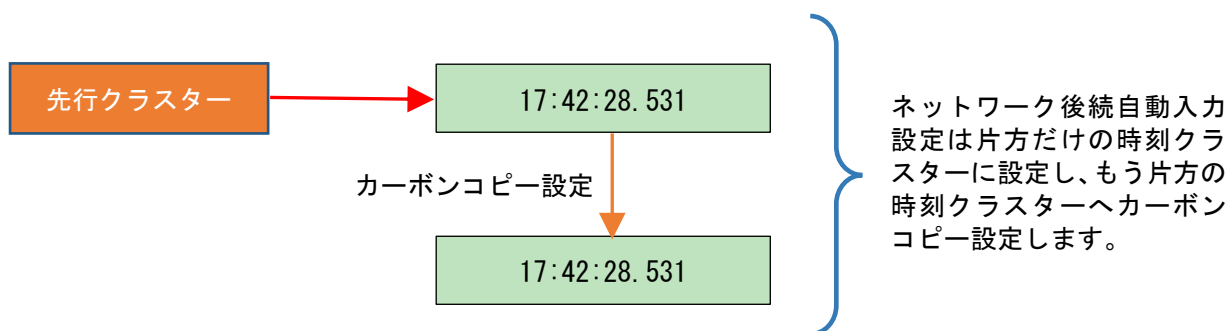 先行クラスター
17:42:28.531
カーボンコピー設定
17:42:28.531
ネットワーク後続自動入力
設定は片方だけの時刻クラ
スターに設定し、もう片方の
時刻クラスターへカーボン
コピー設定します。